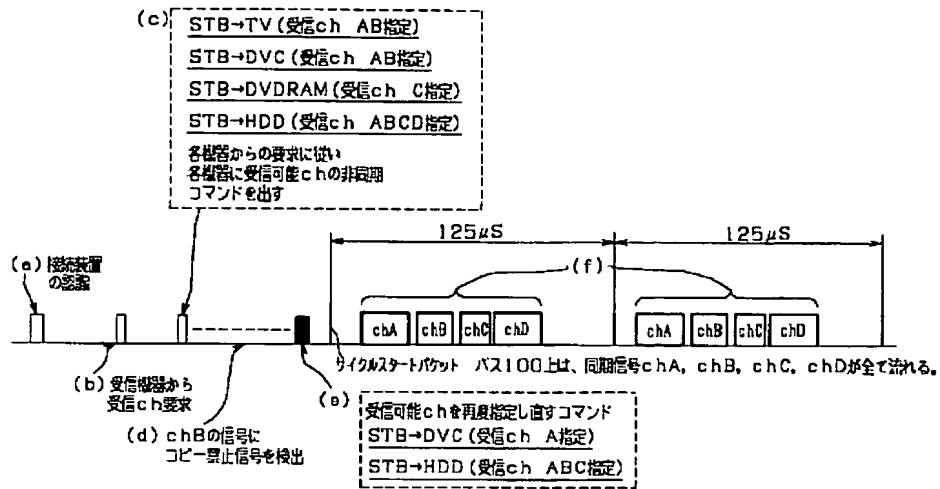 (c)
STB→TV(受信ch AB指定)
STB→DVC(受信ch AB指定)
STB→DVDRAM(受信ch C指定)
STB→HDD(受信ch ABCD指定)
各機器からの要求に従い
各機器に受信可能chの非同期
コマンドを出す
125μS
125μS
(a)接続装置
の認識
(f)
chA
chB
chC
chD
chA
chB
chC
chD
サイクルスタートパケット バス100上は、同期信号chA, chB, chC, chDが全て流れる。
(b)受信機器から
受信ch要求
(e)
(d)chBの信号に
コピー禁止信号を検出
受信可能chを再度指定し直すコマンド
STB→DVC(受信ch A指定)
STB→HDD(受信ch ABC指定)